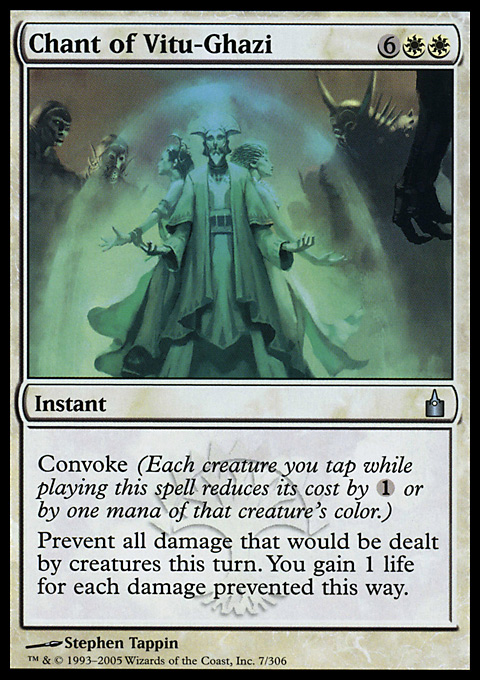 Chant of Vitu-Ghazi 6
Instant
Convoke (Each creature you tap while
playing this spell reduces its cost by 1 or
by one mana of that creature's color.)
Prevent all damage that would be dealt
by creatures this turn. You gain 1 life
for each damage prevented this way.
Stephen Tappin
™ & © 1993–2005 Wizards of the Coast, Inc. 7/306